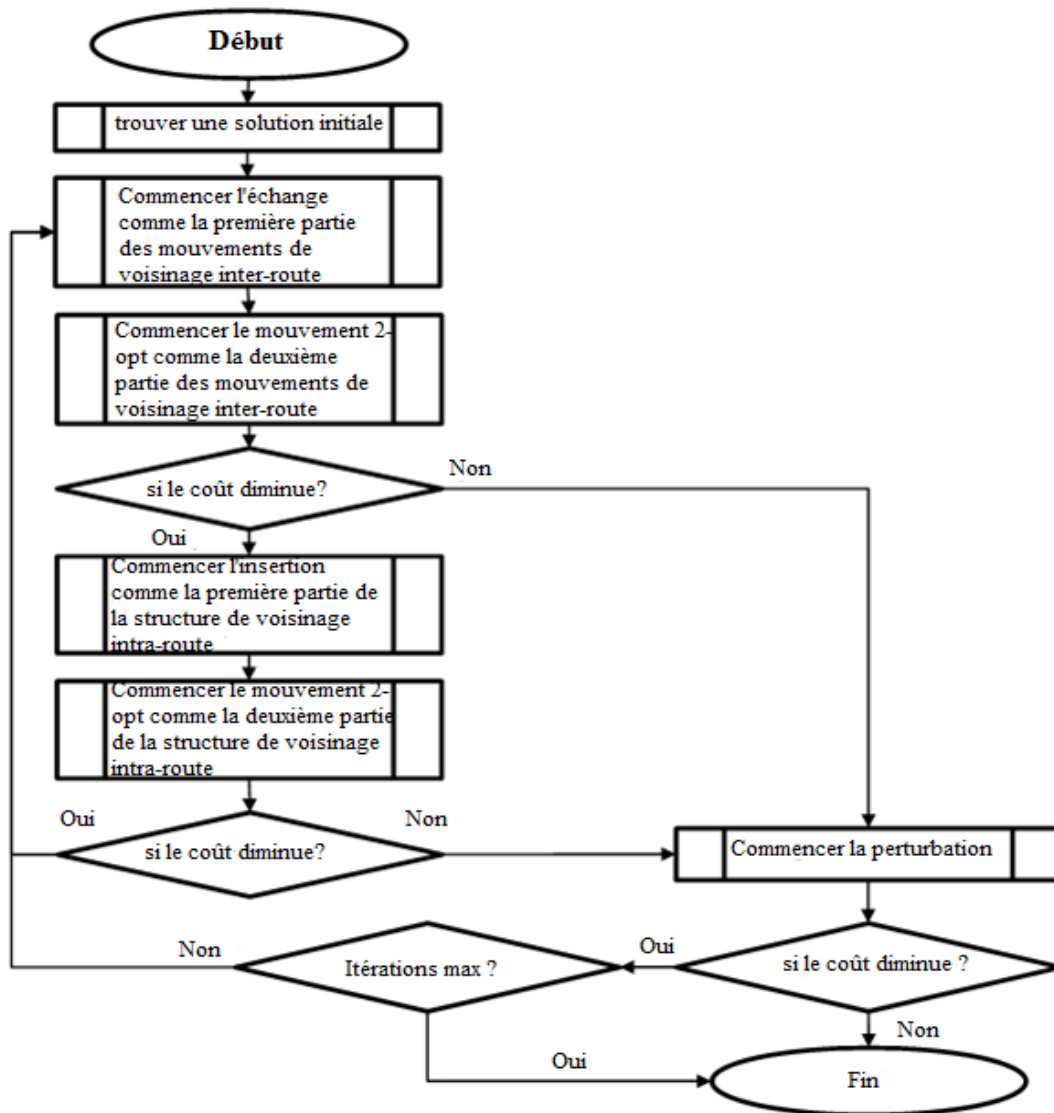 Début
trouver une solution initiale
Commencer l'échange
comme la première partie
des mouvements de
voisinage inter-route
Commencer le mouvement 2-
opt comme la deuxième
partie des mouvements de
voisinage inter-route
Non
si le coût diminue?
Oui
Commencer l'insertion
comme la première partie de
la structure de voisinage
intra-route
Commencer le mouvement 2-
opt comme la deuxième partie
de la structure de voisinage
intra-route
Oui
Non
si le coût diminue?
Commencer la perturbation
Non
Oui
Itérations max ?
si le coût diminue ?
Non
Oui
Fin